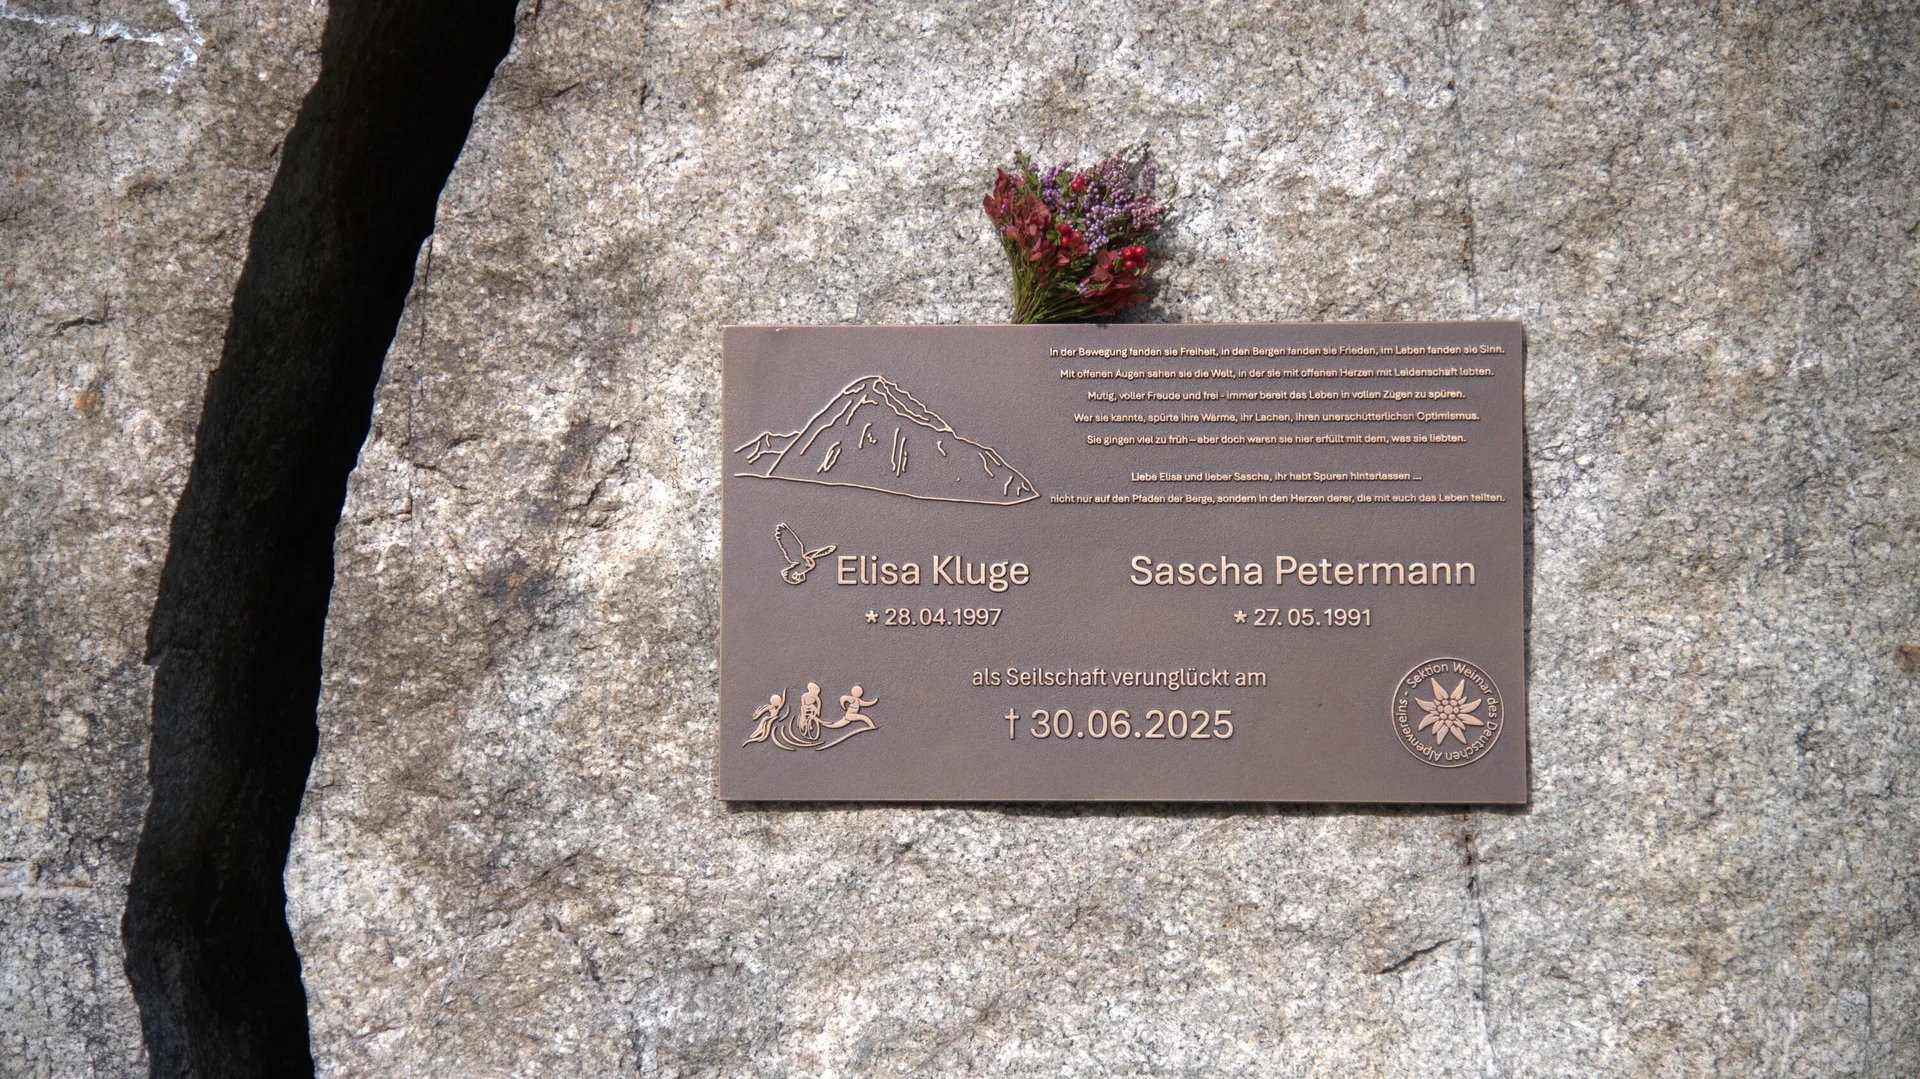 In der Bewegung fanden sie Freiheit, in den Bergen fanden sie Frieden, im Leben fanden sie Sinn.
Mit offenen Augen sahen sie die Welt, in der sie mit offenen Herzen mit Leidenschaft lebten.
Mutig, voller Freude und frei - immer bereit das Leben in vollen Zügen zu spüren.
Wer sie kannte, spürte ihre Wärme, ihr Lachen, ihren unerschütterlichen Optimismus.
Sie gingen viel zu früh – aber doch waren sie hier erfüllt mit dem, was sie liebten.
Liebe Elisa und lieber Sascha, ihr habt Spuren hinterlassen ...
nicht nur auf den Pfaden der Berge, sondern in den Herzen derer, die mit euch das Leben teilten.
Elisa Kluge
* 28.04.1997
Sascha Petermann
* 27.05.1991
als Seilschaft verunglückt am
† 30.06.2025
Sektion Weimar des Deutschen Alpenvereins -